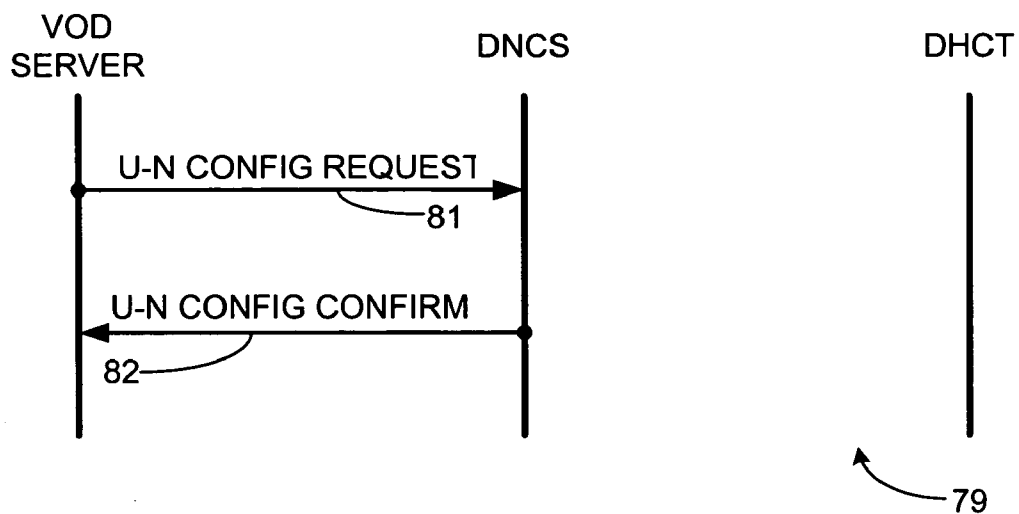 VOD
SERVER
DNCS
DHCT
U-N CONFIG REQUEST
81
U-N CONFIG CONFIRM
82
79